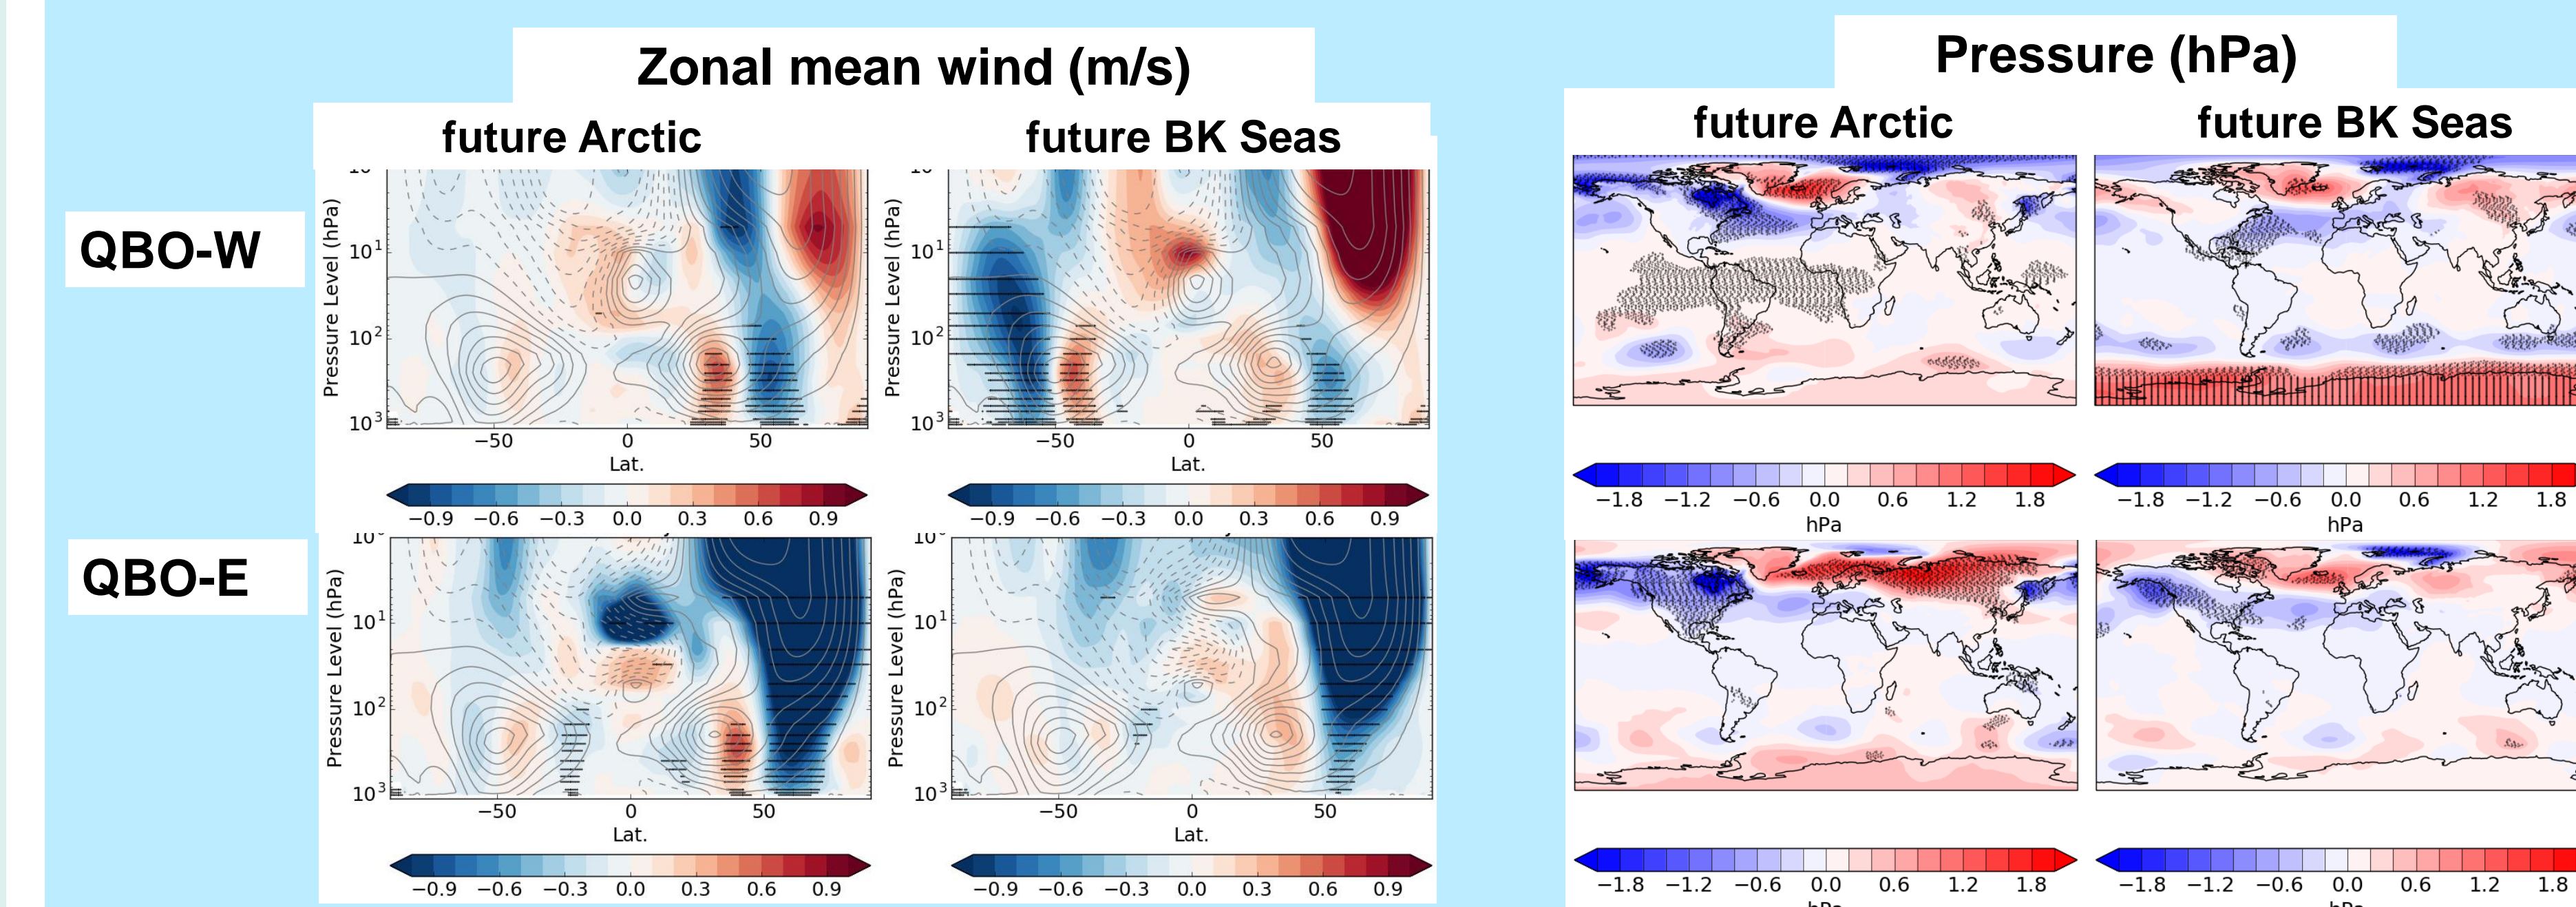 Zonal mean wind (m/s)
Pressure (hPa)
future Arctic
future BK Seas
future Arctic
future BK Seas
QBO-W
Pressure Level (hPa)
10¹
10²
10³
−50 0 50
Lat.
−0.9 −0.6 −0.3 0.0 0.3 0.6 0.9
Pressure Level (hPa)
10¹
10²
10³
−50 0 50
Lat.
−0.9 −0.6 −0.3 0.0 0.3 0.6 0.9
−1.8 −1.2 −0.6 0.0 0.6 1.2 1.8
hPa
−1.8 −1.2 −0.6 0.0 0.6 1.2 1.8
hPa
QBO-E
Pressure Level (hPa)
10¹
10²
10³
−50 0 50
Lat.
−0.9 −0.6 −0.3 0.0 0.3 0.6 0.9
Pressure Level (hPa)
10¹
10²
10³
−50 0 50
Lat.
−0.9 −0.6 −0.3 0.0 0.3 0.6 0.9
−1.8 −1.2 −0.6 0.0 0.6 1.2 1.8
−1.8 −1.2 −0.6 0.0 0.6 1.2 1.8